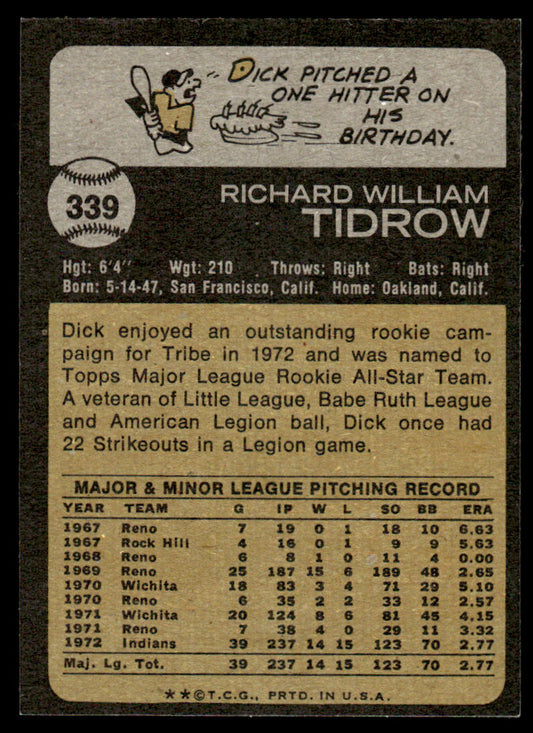 DICK PITCHED A
ONE HITTER ON
HIS
BIRTHDAY.
339
RICHARD WILLIAM
TIDROW
Hgt: 6'4" Wgt: 210 Throws: Right Bats: Right
Born: 5-14-47, San Francisco, Calif. Home: Oakland, Calif.
Dick enjoyed an outstanding rookie cam-
paign for Tribe in 1972 and was named to
Topps Major League Rookie All-Star Team.
A veteran of Little League, Babe Ruth League
and American Legion ball, Dick once had
22 Strikeouts in a Legion game.
MAJOR & MINOR LEAGUE PITCHING RECORD
YEAR TEAM G IP W L SO BB ERA
1967 Reno 7 19 0 1 18 10 6.63
1967 Rock Hill 4 16 0 1 9 9 5.63
1968 Reno 6 8 1 0 11 4 0.00
1969 Reno 25 187 15 6 189 48 2.65
1970 Wichita 18 83 3 4 71 29 5.10
1970 Reno 6 35 2 2 33 12 2.57
1971 Wichita 20 124 8 6 81 45 4.15
1971 Reno 7 38 4 0 29 11 3.32
1972 Indians 39 237 14 15 123 70 2.77
Maj. Lg. Tot. 39 237 14 15 123 70 2.77
**©T.C.G., PRTD. IN U.S.A.